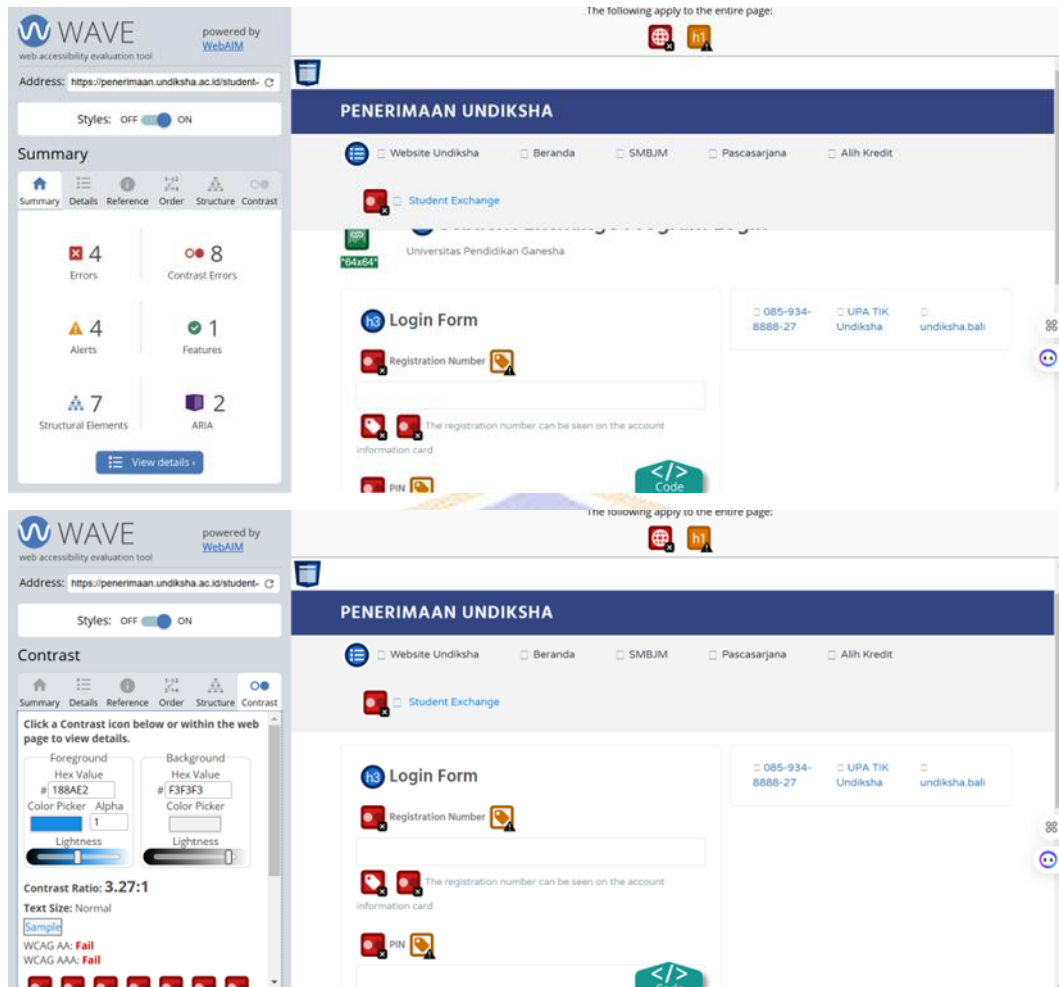 The following apply to the entire page:
h1
WAVE
powered by
WebAIM
web accessibility evaluation tool
Address: https://penerimaan.undiksha.ac.id/student-
Styles: OFF ON
Summary
Summary Details Reference Order Structure Contrast
4
Errors
8
Contrast Errors
4
Alerts
1
Features
7
Structural Elements
2
ARIA
View details ›
PENERIMAAN UNDIKSHA
Website Undiksha Beranda SMBJM Pascasarjana Alih Kredit
Student Exchange
Student Exchange Program Login
*64x64*
Universitas Pendidikan Ganesha
h3 Login Form
Registration Number
The registration number can be seen on the account
information card
PIN
085-934-
8888-27
UPA TIK
Undiksha
undiksha.bali
</>
Code
The following apply to the entire page:
h1
WAVE
powered by
WebAIM
web accessibility evaluation tool
Address: https://penerimaan.undiksha.ac.id/student-
Styles: OFF ON
Contrast
Summary Details Reference Order Structure Contrast
Click a Contrast icon below or within the web
page to view details.
Foreground
Hex Value
# 188AE2
Color Picker Alpha
1
Lightness
Background
Hex Value
# F3F3F3
Color Picker
Lightness
Contrast Ratio: 3.27:1
Text Size: Normal
Sample
WCAG AA: Fail
WCAG AAA: Fail
PENERIMAAN UNDIKSHA
Website Undiksha Beranda SMBJM Pascasarjana Alih Kredit
Student Exchange
h3 Login Form
Registration Number
The registration number can be seen on the account
information card
PIN
085-934-
8888-27
UPA TIK
Undiksha
undiksha.bali
</>
Code